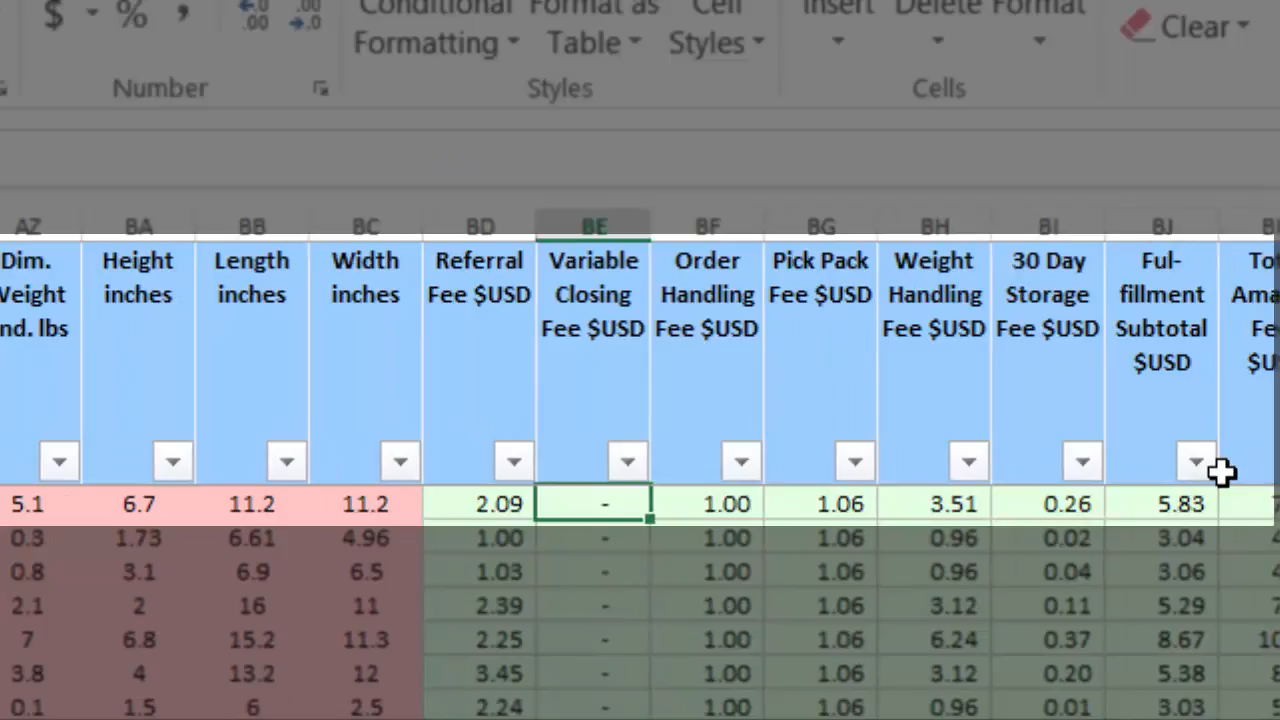 Conditional Format as Cell Insert Delete Format
$ % , .00 .00 .0 Formatting Table Styles Clear
Number Styles Cells
AZ BA BB BC BD BE BF BG BH BI BJ
Dim. Height Length Width Referral Variable Order Pick Pack Weight 30 Day Ful-
inches inches inches Fee $USD Closing Handling Fee $USD Handling Storage fillment
lbs Fee $USD Fee $USD Fee $USD Fee $USD Subtotal
$USD
5.1 6.7 11.2 11.2 2.09 - 1.00 1.06 3.51 0.26 5.83
0.3 1.73 6.61 4.96 1.00 - 1.00 1.06 0.96 0.02 3.04
0.8 3.1 6.9 6.5 1.03 - 1.00 1.06 0.96 0.04 3.06
2.1 2 16 11 2.39 - 1.00 1.06 3.12 0.11 5.29
7 6.8 15.2 11.3 2.25 - 1.00 1.06 6.24 0.37 8.67
3.8 4 13.2 12 3.45 - 1.00 1.06 3.12 0.20 5.38
0.1 1.5 6 2.5 2.24 - 1.00 1.06 0.96 0.01 3.03